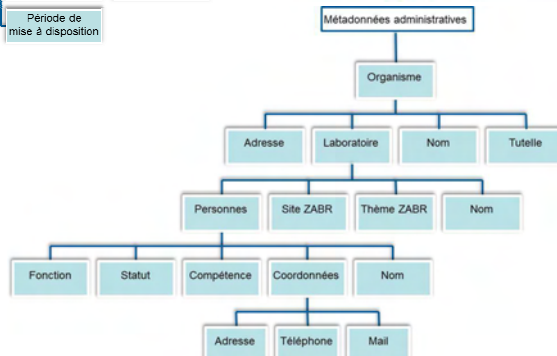 Période de
mise à disposition
Métadonnées administratives
Organisme
Adresse
Laboratoire
Nom
Tutelle
Personnes
Site ZABR
Thème ZABR
Nom
Fonction
Statut
Compétence
Coordonnées
Nom
Adresse
Téléphone
Mail